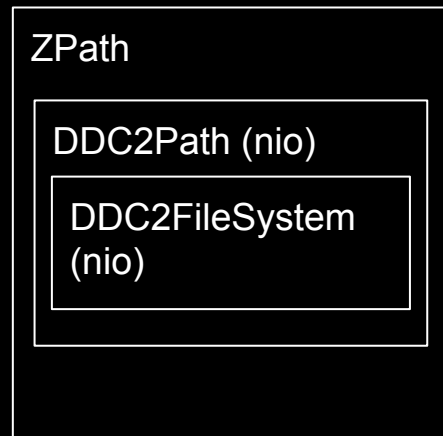 ZPath
DDC2Path (nio)
DDC2FileSystem
(nio)